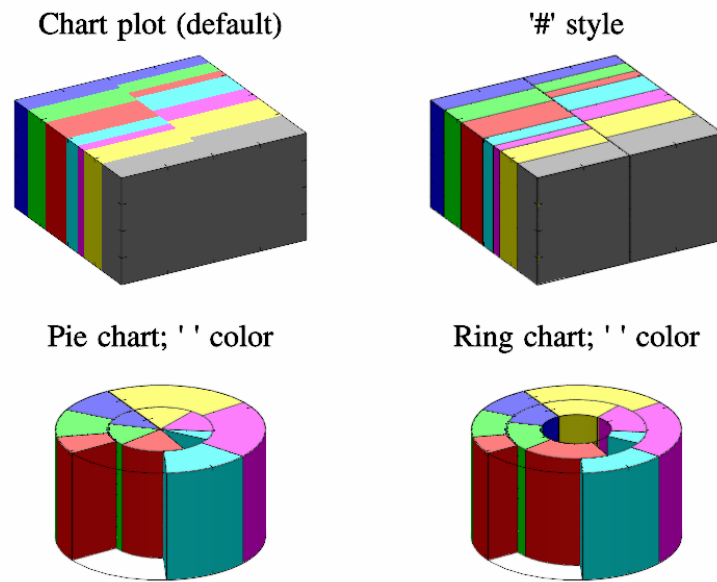 Chart plot (default)
'#' style
Pie chart; ' ' color
Ring chart; ' ' color